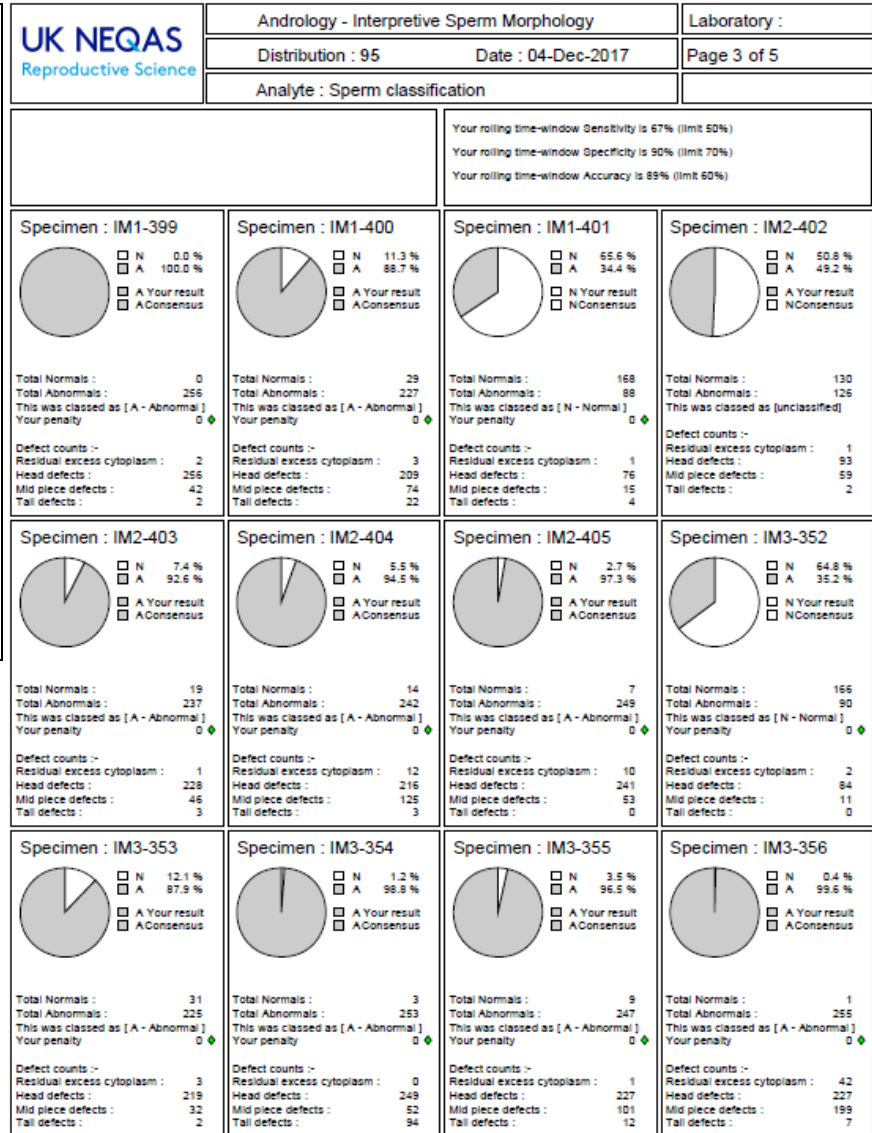 UK NEQAS
Reproductive Science
Andrology - Interpretive Sperm Morphology
Laboratory :
Distribution : 95 Date : 04-Dec-2017
Page 3 of 5
Analyte : Sperm classification
Your rolling time-window Sensitivity is 67% (limit 50%)
Your rolling time-window Specificity is 90% (limit 70%)
Your rolling time-window Accuracy is 89% (limit 60%)
Specimen : IM1-399
N 0.0 %
A 100.0 %
A Your result
A Consensus
Total Normals : 0
Total Abnormals : 256
This was classed as [ A - Abnormal ]
Your penalty 0
Defect counts :-
Residual excess cytoplasm : 2
Head defects : 256
Mid piece defects : 42
Tail defects : 2
Specimen : IM1-400
N 11.3 %
A 88.7 %
A Your result
A Consensus
Total Normals : 29
Total Abnormals : 227
This was classed as [ A - Abnormal ]
Your penalty 0
Defect counts :-
Residual excess cytoplasm : 3
Head defects : 209
Mid piece defects : 74
Tail defects : 22
Specimen : IM1-401
N 65.6 %
A 34.4 %
N Your result
N Consensus
Total Normals : 168
Total Abnormals : 88
This was classed as [ N - Normal ]
Your penalty 0
Defect counts :-
Residual excess cytoplasm : 1
Head defects : 76
Mid piece defects : 15
Tail defects : 4
Specimen : IM2-402
N 50.8 %
A 49.2 %
A Your result
N Consensus
Total Normals : 130
Total Abnormals : 126
This was classed as [unclassified]
Defect counts :-
Residual excess cytoplasm : 1
Head defects : 93
Mid piece defects : 59
Tail defects : 2
Specimen : IM2-403
N 7.4 %
A 92.6 %
A Your result
A Consensus
Total Normals : 19
Total Abnormals : 237
This was classed as [ A - Abnormal ]
Your penalty 0
Defect counts :-
Residual excess cytoplasm : 1
Head defects : 228
Mid piece defects : 46
Tail defects : 3
Specimen : IM2-404
N 5.5 %
A 94.5 %
A Your result
A Consensus
Total Normals : 14
Total Abnormals : 242
This was classed as [ A - Abnormal ]
Your penalty 0
Defect counts :-
Residual excess cytoplasm : 12
Head defects : 216
Mid piece defects : 125
Tail defects : 3
Specimen : IM2-405
N 2.7 %
A 97.3 %
A Your result
A Consensus
Total Normals : 7
Total Abnormals : 249
This was classed as [ A - Abnormal ]
Your penalty 0
Defect counts :-
Residual excess cytoplasm : 10
Head defects : 241
Mid piece defects : 53
Tail defects : 0
Specimen : IM3-352
N 64.8 %
A 35.2 %
N Your result
N Consensus
Total Normals : 166
Total Abnormals : 90
This was classed as [ N - Normal ]
Your penalty 0
Defect counts :-
Residual excess cytoplasm : 2
Head defects : 84
Mid piece defects : 11
Tail defects : 0
Specimen : IM3-353
N 12.1 %
A 87.9 %
A Your result
A Consensus
Total Normals : 31
Total Abnormals : 225
This was classed as [ A - Abnormal ]
Your penalty 0
Defect counts :-
Residual excess cytoplasm : 3
Head defects : 219
Mid piece defects : 32
Tail defects : 2
Specimen : IM3-354
N 1.2 %
A 98.8 %
A Your result
A Consensus
Total Normals : 3
Total Abnormals : 253
This was classed as [ A - Abnormal ]
Your penalty 0
Defect counts :-
Residual excess cytoplasm : 0
Head defects : 249
Mid piece defects : 52
Tail defects : 94
Specimen : IM3-355
N 3.5 %
A 96.5 %
A Your result
A Consensus
Total Normals : 9
Total Abnormals : 247
This was classed as [ A - Abnormal ]
Your penalty 0
Defect counts :-
Residual excess cytoplasm : 1
Head defects : 227
Mid piece defects : 101
Tail defects : 12
Specimen : IM3-356
N 0.4 %
A 99.6 %
A Your result
A Consensus
Total Normals : 1
Total Abnormals : 255
This was classed as [ A - Abnormal ]
Your penalty 0
Defect counts :-
Residual excess cytoplasm : 42
Head defects : 227
Mid piece defects : 199
Tail defects : 7